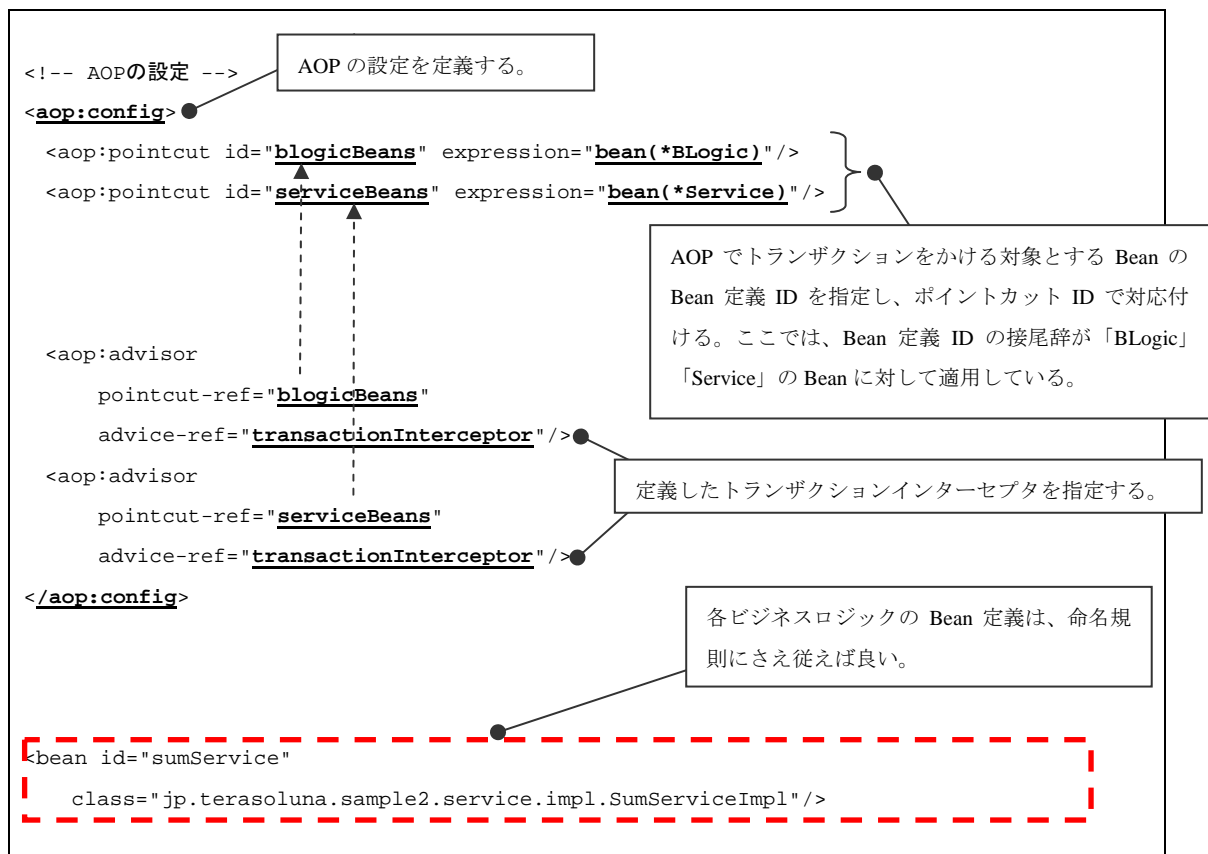 <!-- AOPの設定 -->
AOP の設定を定義する。
<aop:config>
<aop:pointcut id="blogicBeans" expression="bean(*BLogic)"/>
<aop:pointcut id="serviceBeans" expression="bean(*Service)"/>
AOP でトランザクションをかける対象とする Bean の
Bean 定義 ID を指定し、ポイントカット ID で対応付
ける。ここでは、Bean 定義 ID の接尾辞が「BLogic」
「Service」の Bean に対して適用している。
<aop:advisor
pointcut-ref="blogicBeans"
advice-ref="transactionInterceptor"/>
<aop:advisor
定義したトランザクションインターセプタを指定する。
pointcut-ref="serviceBeans"
advice-ref="transactionInterceptor"/>
</aop:config>
各ビジネスロジックの Bean 定義は、命名規
則にさえ従えば良い。
<bean id="sumService"
class="jp.terasoluna.sample2.service.impl.SumServiceImpl"/>